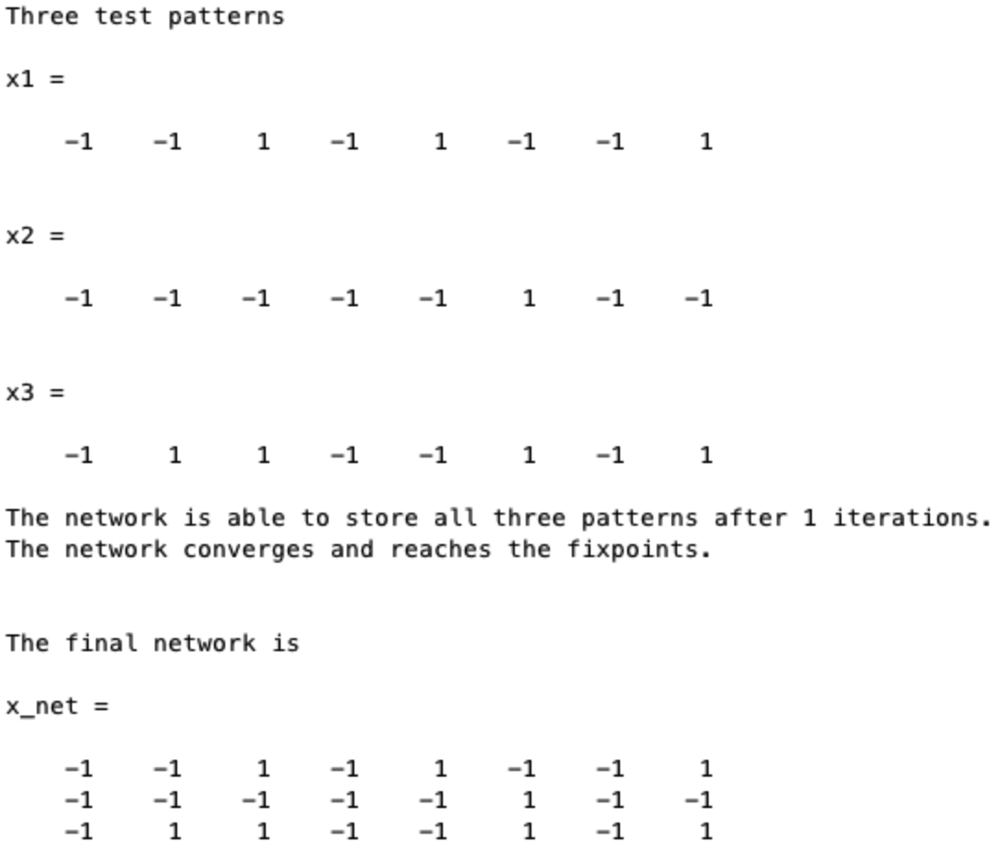 Three test patterns
x1 =
-1 -1 1 -1 1 -1 -1 1
x2 =
-1 -1 -1 -1 -1 1 -1 -1
x3 =
-1 1 1 -1 -1 1 -1 1
The network is able to store all three patterns after 1 iterations.
The network converges and reaches the fixpoints.
The final network is
x_net =
-1 -1 1 -1 1 -1 -1 1
-1 -1 -1 -1 -1 1 -1 -1
-1 1 1 -1 -1 1 -1 1